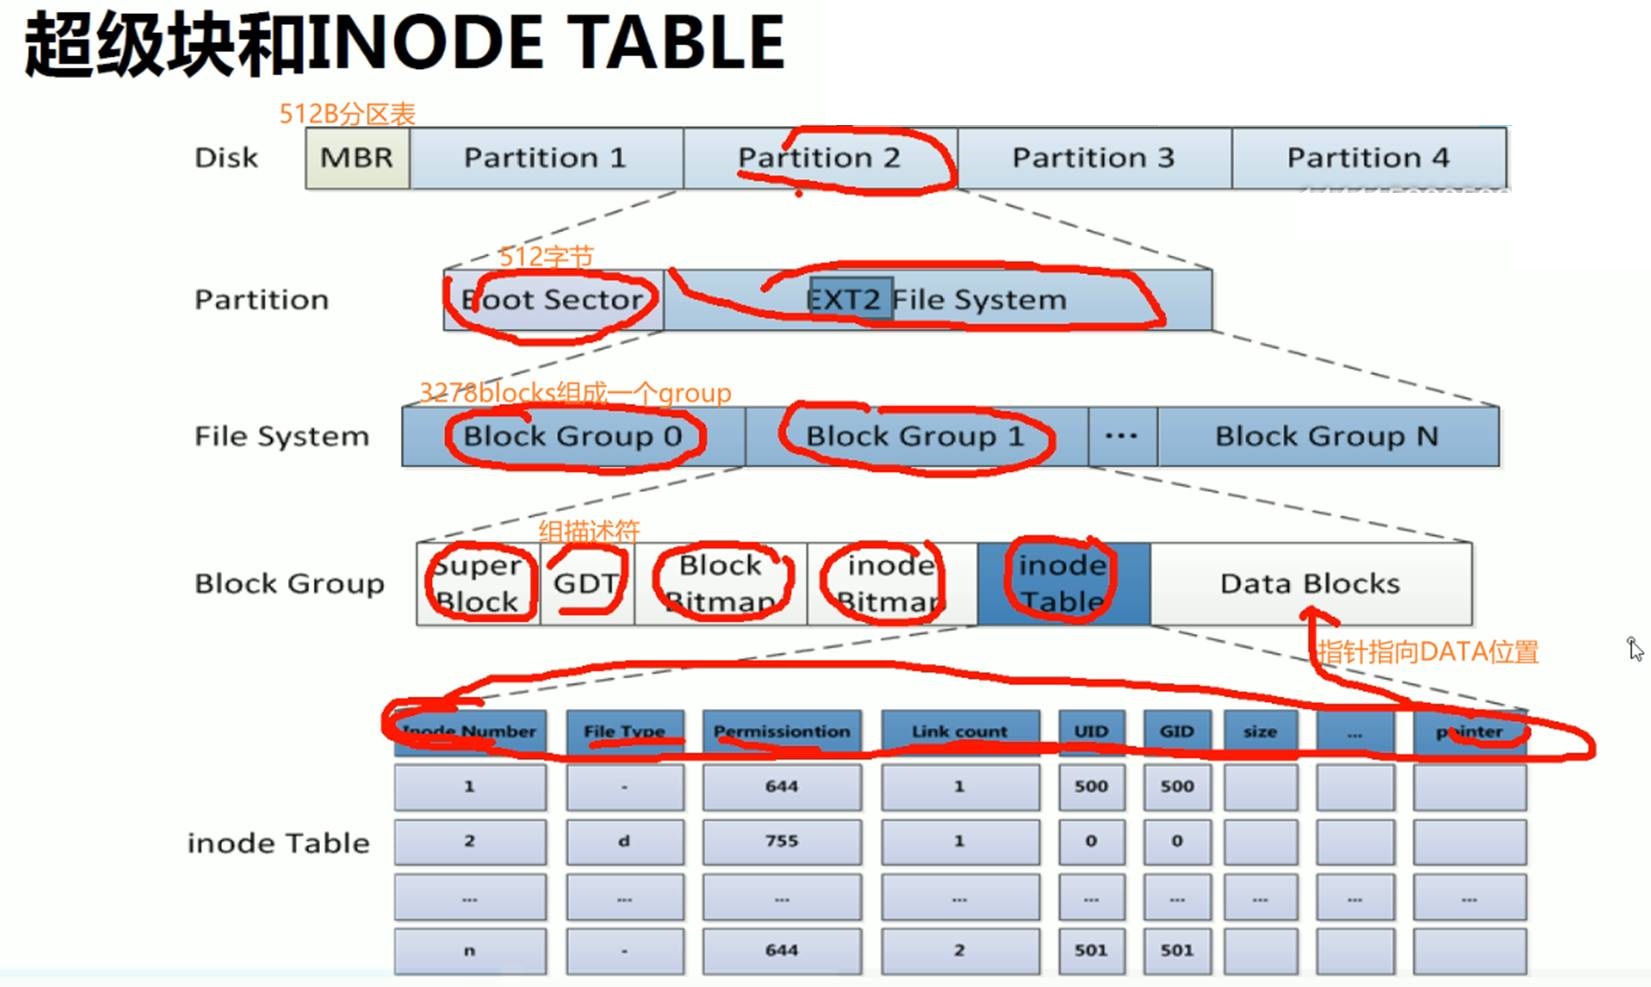 超级块和INODE TABLE
512B分区表
Disk MBR Partition 1 Partition 2 Partition 3 Partition 4
512字节
Partition Boot Sector EXT2 File System
3278blocks组成一个group
File System Block Group 0 Block Group 1 ... Block Group N
组描述符
Block Group Super Block GDT Block Bitmap inode Bitmap inode Table Data Blocks
指针指向DATA位置
Inode Number File Type Permissiontion Link count UID GID size ... pointer
1 - 644 1 500 500
2 d 755 1 0 0
inode Table
... ... ... ... ... ... ... ... ...
n - 644 2 501 501